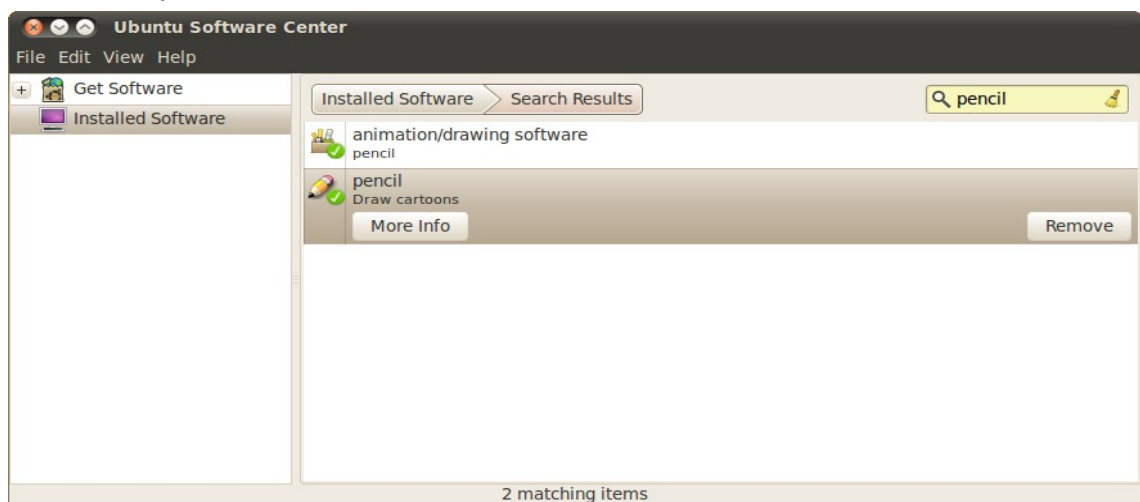 Ubuntu Software Center
File Edit View Help
Get Software
Installed Software
Installed Software Search Results pencil
animation/drawing software
pencil
pencil
Draw cartoons
More Info Remove
2 matching items